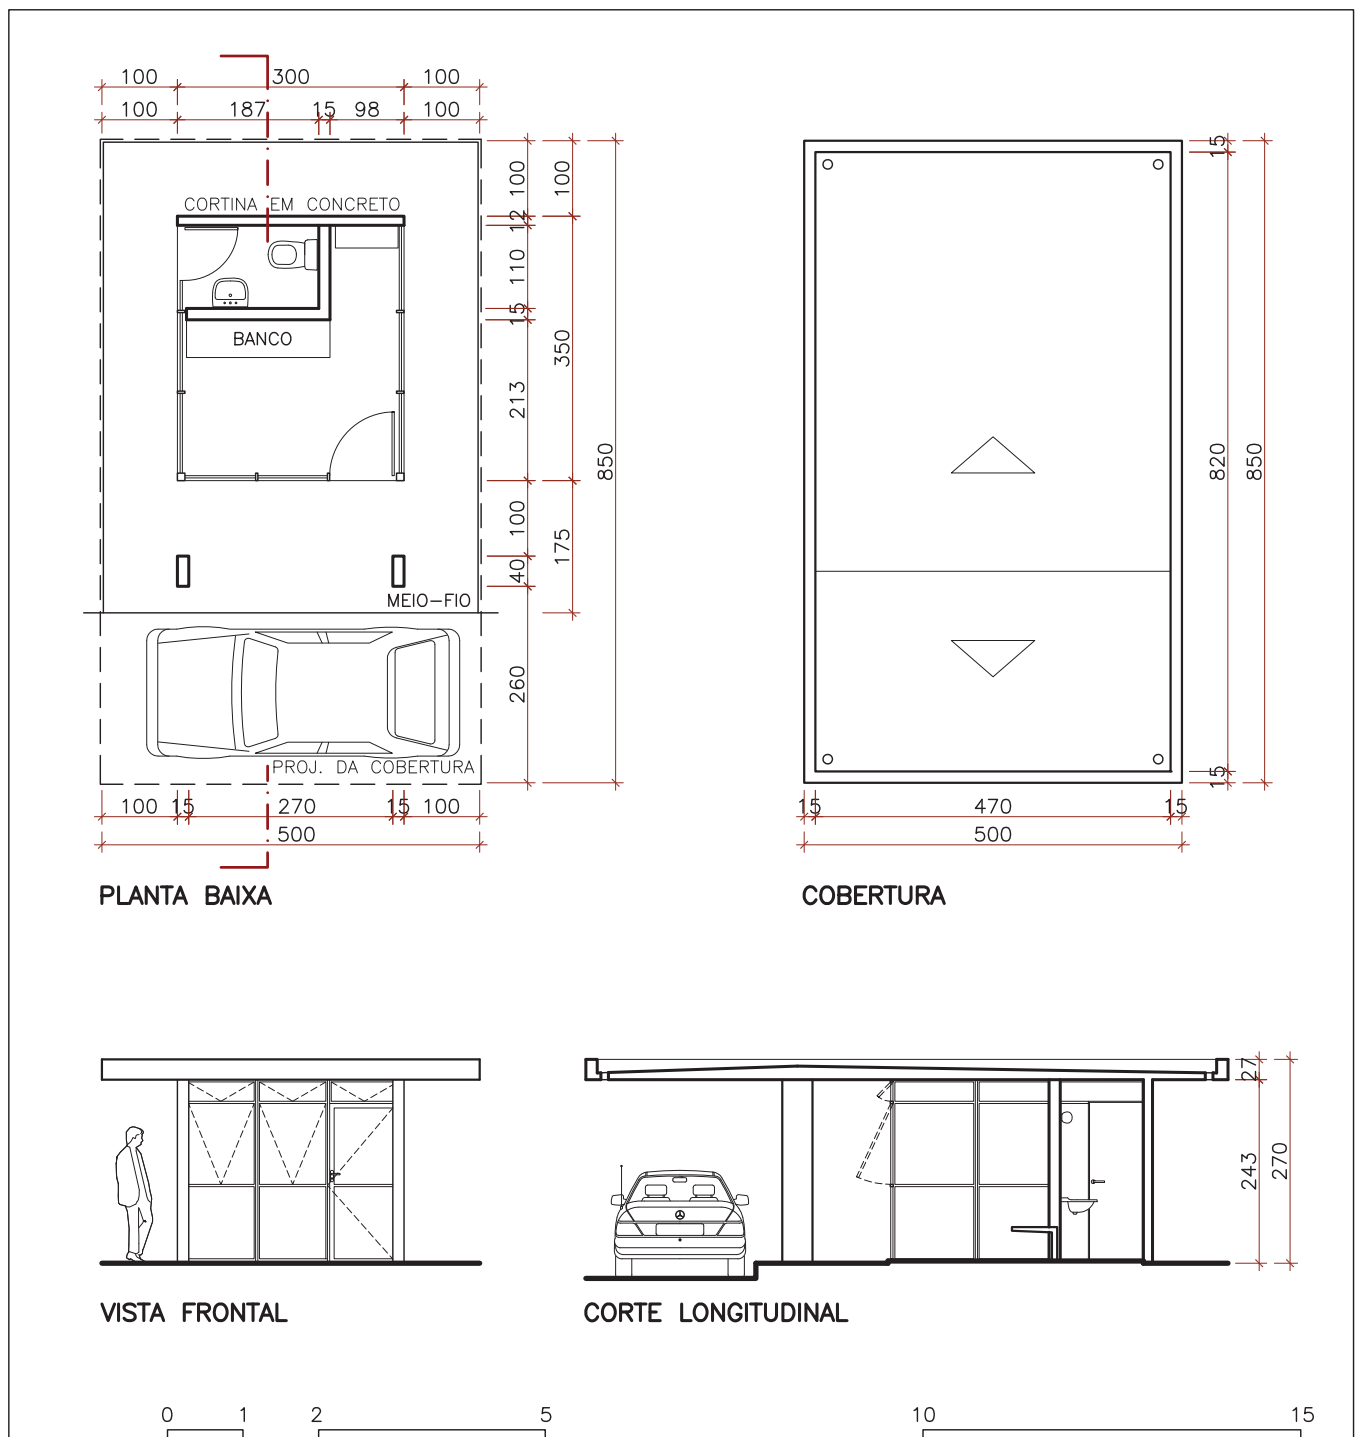 100 300 100
100 187 15 98 100
CORTINA EM CONCRETO
BANCO
MEIO-FIO
PROJ. DA COBERTURA
100
12
110
15
213
100
40
260
100
350
175
850
100 15 270 15 100
500
PLANTA BAIXA
15
820
15
850
15 470 15
500
COBERTURA
VISTA FRONTAL
27
243
270
CORTE LONGITUDINAL
0 1 2 5 10 15